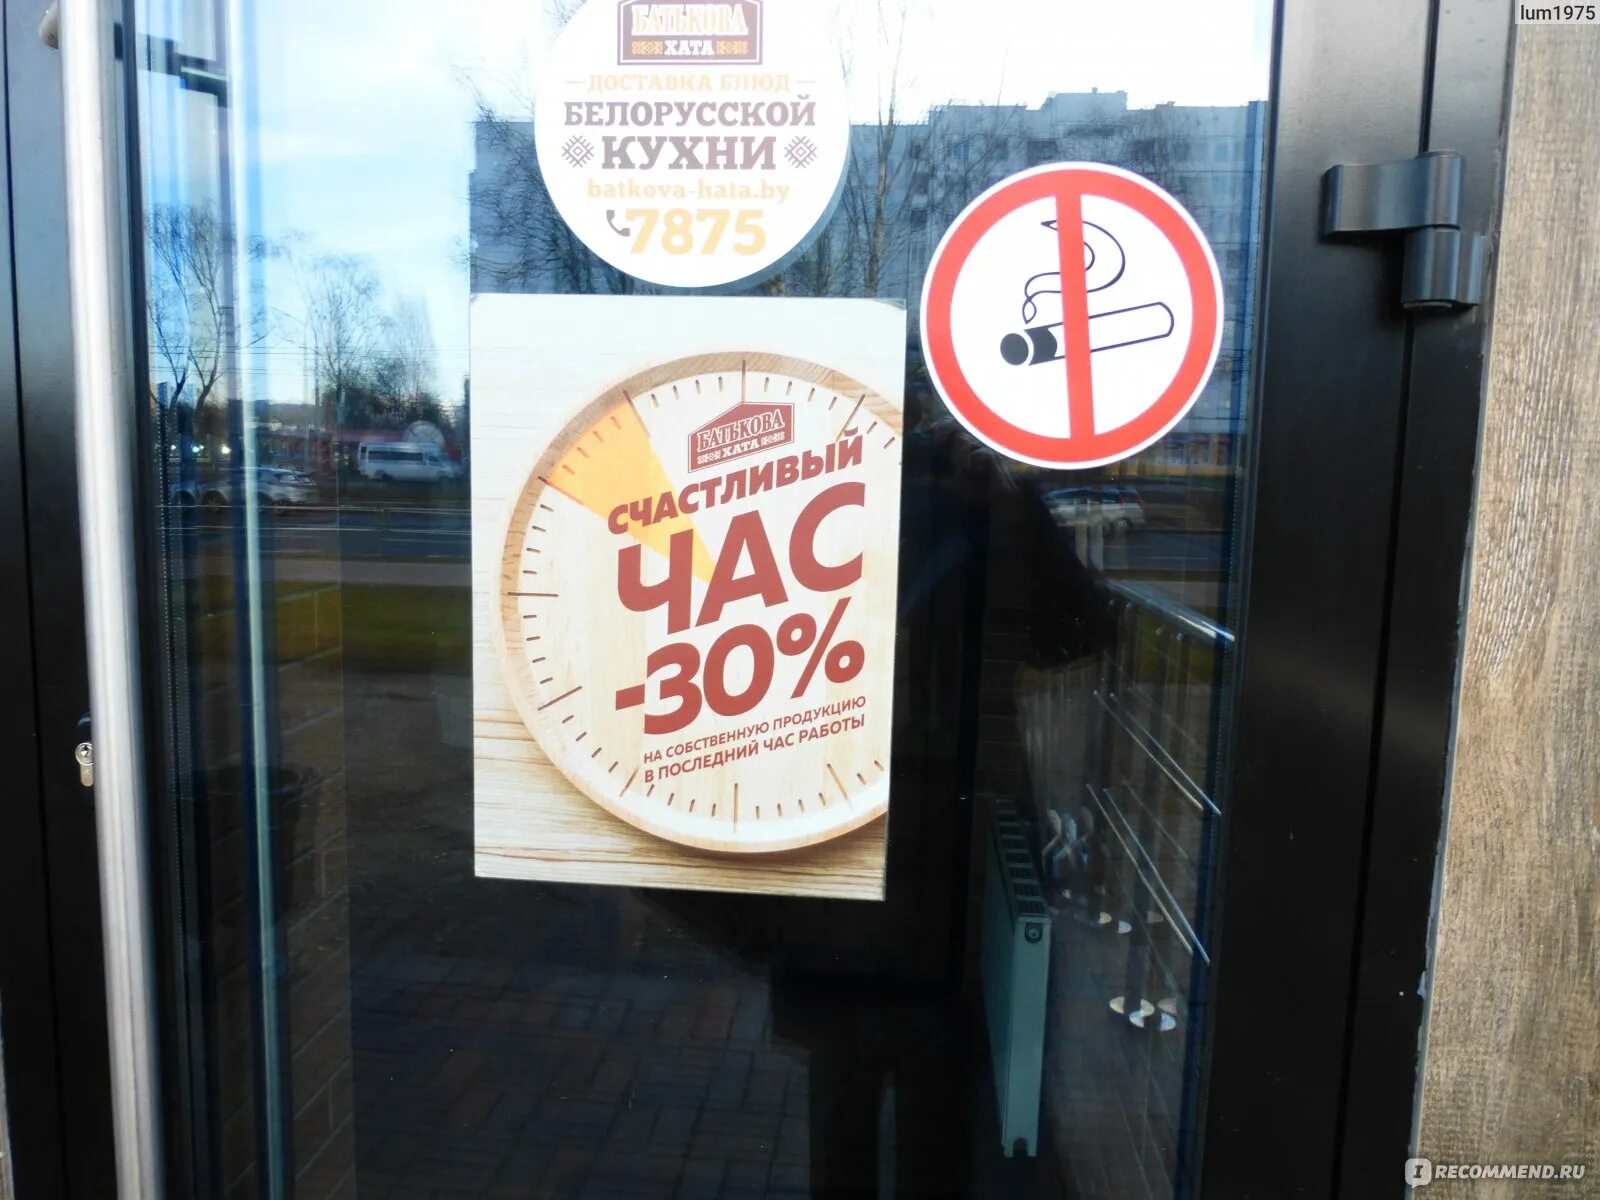 lum1975
БАТЬКОВА
ХАТА
ДОСТАВКА БЛЮД
БЕЛОРУССКОЙ
КУХНИ
batkova-hata.by
7875
БАТЬКОВА
ХАТА
СЧАСТЛИВЫЙ
ЧАС
-30%
НА СОБСТВЕННУЮ ПРОДУКЦИЮ
В ПОСЛЕДНИЙ ЧАС РАБОТЫ
IRECOMMEND.RU